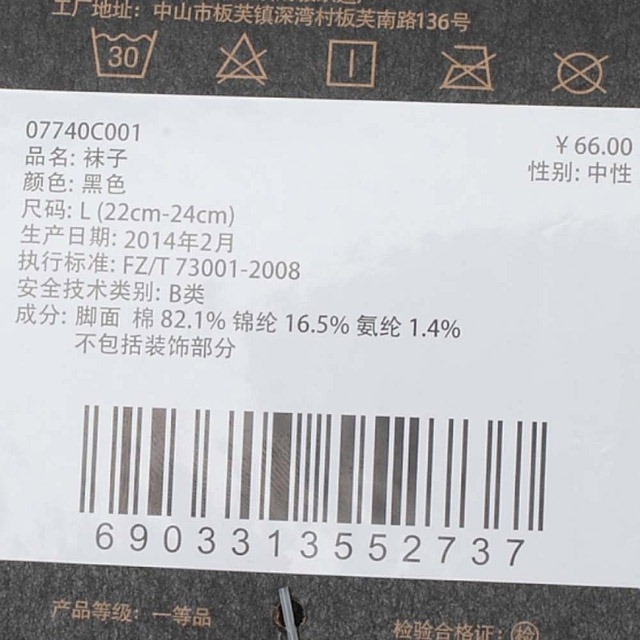 工厂地址: 中山市板芙镇深湾村板芙南路136号
30
07740C001
¥ 66.00
品名: 袜子
性别: 中性
颜色: 黑色
尺码: L (22cm-24cm)
生产日期: 2014年2月
执行标准: FZ/T 73001-2008
安全技术类别: B类
成分: 脚面 棉 82.1% 锦纶 16.5% 氨纶 1.4%
不包括装饰部分
6903313552737
产品等级: 一等品
检验合格证: